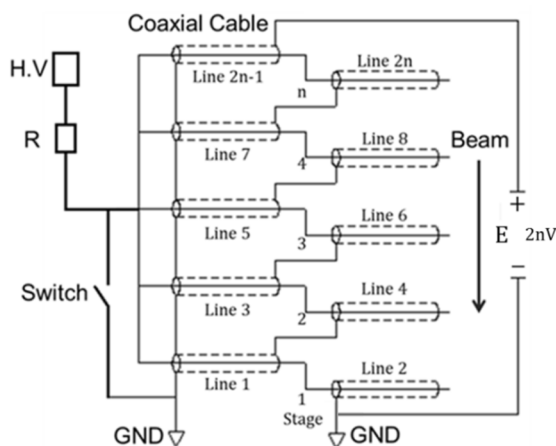 Coaxial Cable
H.V
Line 2n-1
Line 2n
n
R
Line 7
4
Line 8
Beam
Line 5
3
Line 6
+
E 2nV
−
Switch
Line 3
2
Line 4
Line 1
1
Line 2
Stage
GND
GND